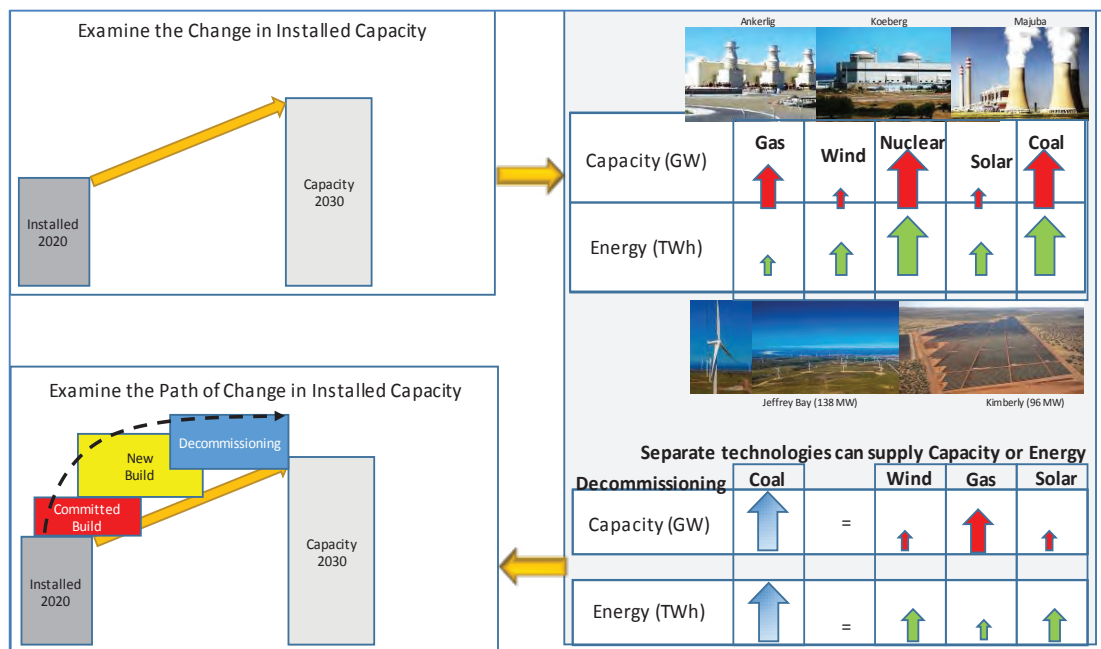 Examine the Change in Installed Capacity
Installed
2020
Capacity
2030
Ankerlig
Koeberg
Majuba
Capacity (GW)
Gas
Wind
Nuclear
Solar
Coal
Energy (TWh)
Jeffrey Bay (138 MW)
Kimberly (96 MW)
Examine the Path of Change in Installed Capacity
Decommissioning
New
Build
Committed
Build
Installed
2020
Capacity
2030
Separate technologies can supply Capacity or Energy
Decommissioning
Coal
Wind
Gas
Solar
Capacity (GW)
=
Energy (TWh)
=